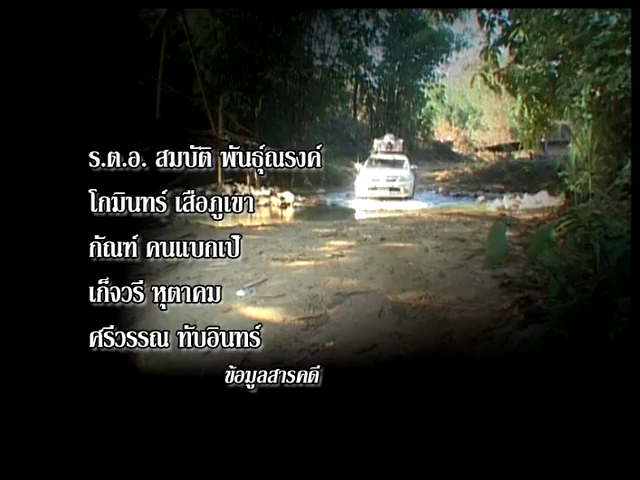 ร.ต.อ. สมบัติ พันธุ์ณรงค์
โกมินทร์ เสือภูเขา
กัณฑ์ คนแบกเป้
เก็จวรี หุตาคม
ศรีวรรณ ทับอินทร์
ข้อมูลสารคดี